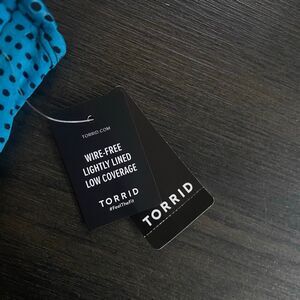 TORRID.COM
WIRE-FREE
LIGHTLY LINED
LOW COVERAGE
TORRID
#FeelTheFit
TORRID